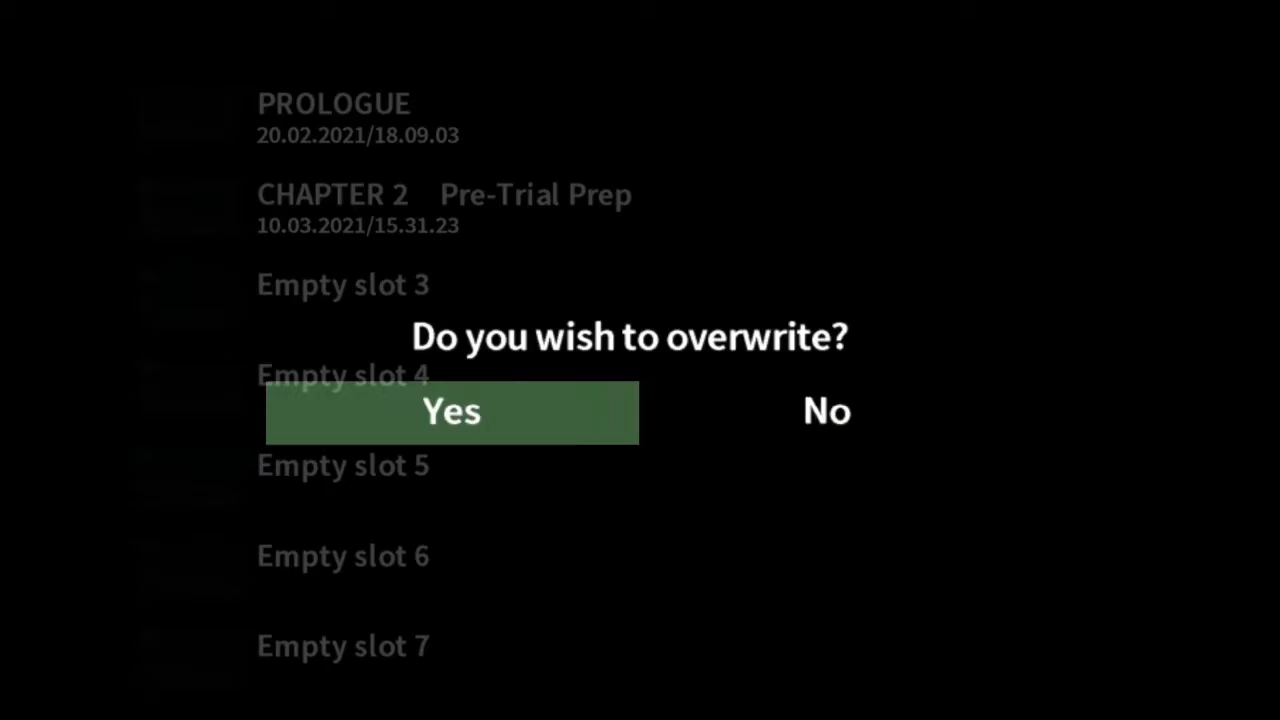 PROLOGUE
20.02.2021/18.09.03
CHAPTER 2 Pre-Trial Prep
10.03.2021/15.31.23
Empty slot 3
Do you wish to overwrite?
Empty slot 4
Yes No
Empty slot 5
Empty slot 6
Empty slot 7